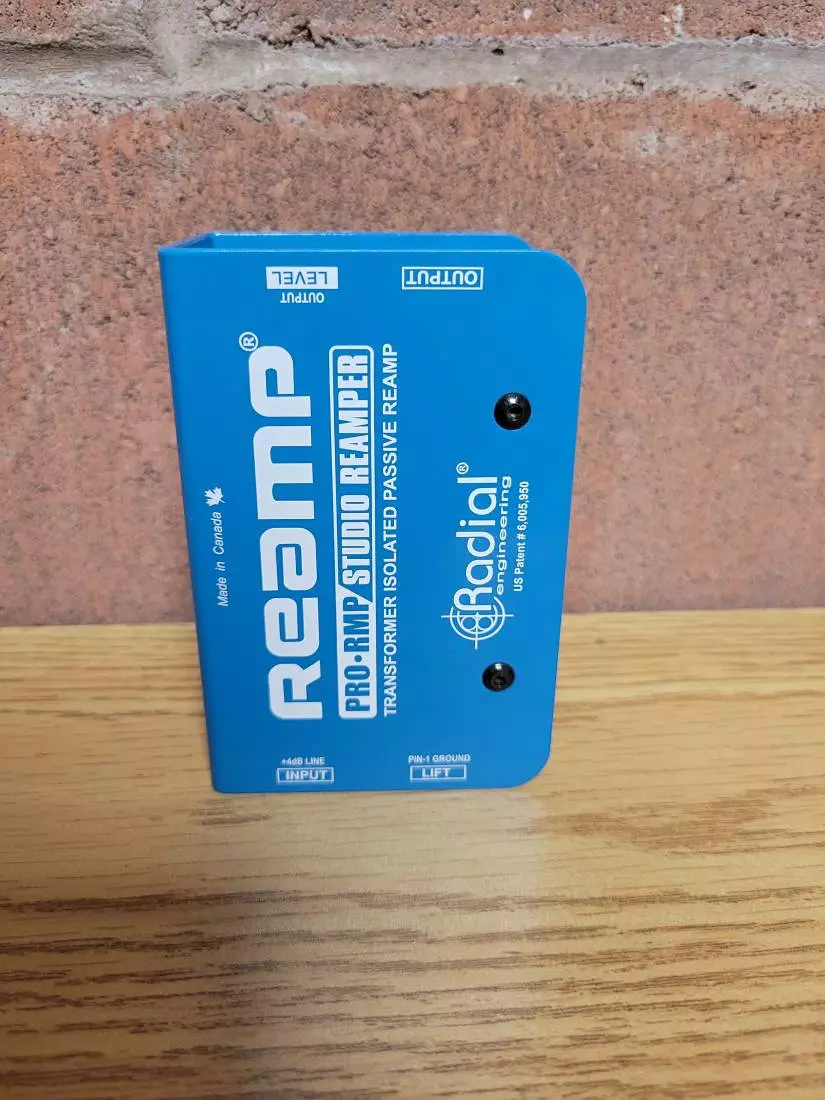 OUTPUT
LEVEL
OUTPUT
Made in Canada
REAMP®
PRO•RMP/STUDIO REAMPER
TRANSFORMER ISOLATED PASSIVE REAMP
Radial®
engineering
US Patent # 6,005,950
+4dB LINE
INPUT
PIN-1 GROUND
LIFT